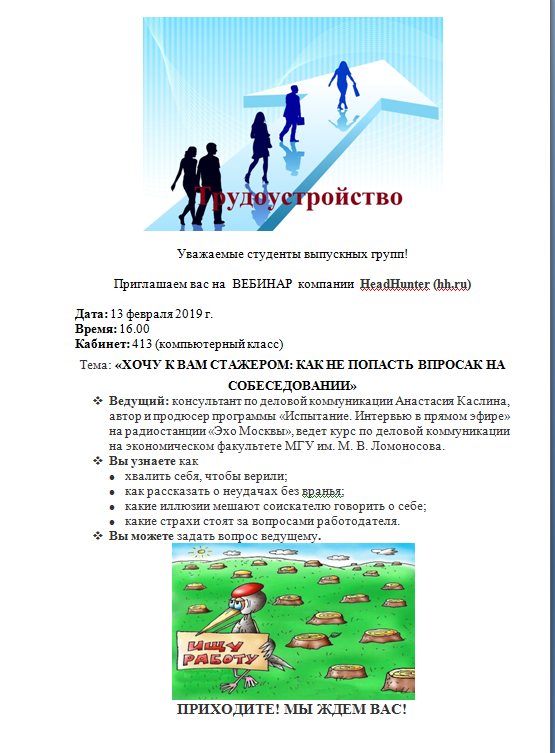 Трудоустройство
Уважаемые студенты выпускных групп!
Приглашаем вас на ВЕБИНАР компании HeadHunter (hh.ru)
Дата: 13 февраля 2019 г.
Время: 16.00
Кабинет: 413 (компьютерный класс)
Тема: «ХОЧУ К ВАМ СТАЖЕРОМ: КАК НЕ ПОПАСТЬ ВПРОСАК НА
СОБЕСЕДОВАНИИ»
❖ Ведущий: консультант по деловой коммуникации Анастасия Каслина,
автор и продюсер программы «Испытание. Интервью в прямом эфире»
на радиостанции «Эхо Москвы», ведет курс по деловой коммуникации
на экономическом факультете МГУ им. М. В. Ломоносова.
❖ Вы узнаете как
• хвалить себя, чтобы верили;
• как рассказать о неудачах без вранья;
• какие иллюзии мешают соискателю говорить о себе;
• какие страхи стоят за вопросами работодателя.
❖ Вы можете задать вопрос ведущему.
ИЩУ
РАБОТУ
ПРИХОДИТЕ! МЫ ЖДЕМ ВАС!